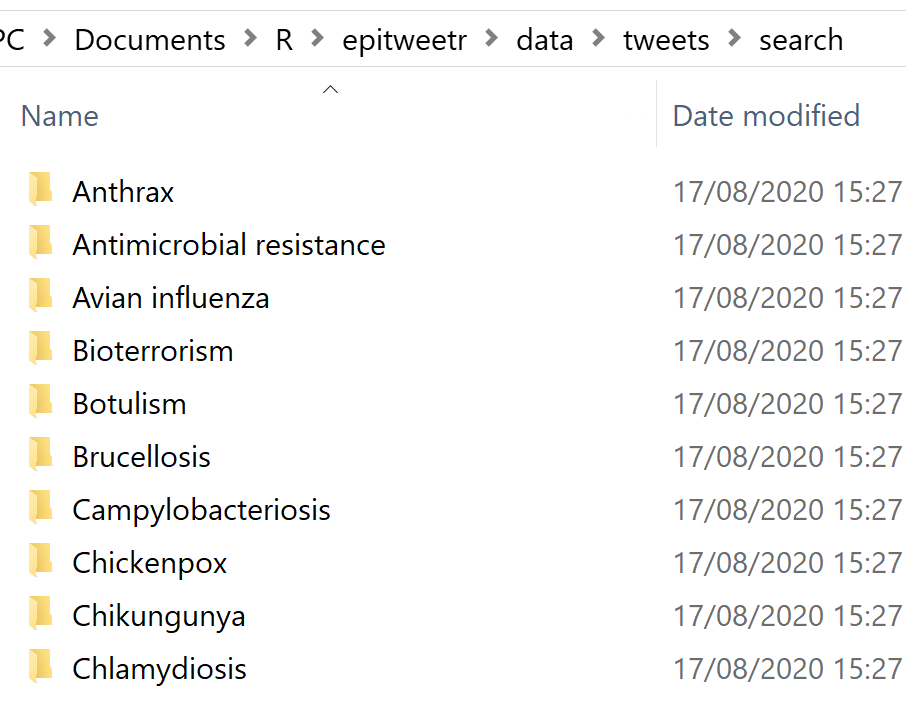 PC > Documents > R > epitweetr > data > tweets > search
Name Date modified
Anthrax 17/08/2020 15:27
Antimicrobial resistance 17/08/2020 15:27
Avian influenza 17/08/2020 15:27
Bioterrorism 17/08/2020 15:27
Botulism 17/08/2020 15:27
Brucellosis 17/08/2020 15:27
Campylobacteriosis 17/08/2020 15:27
Chickenpox 17/08/2020 15:27
Chikungunya 17/08/2020 15:27
Chlamydiosis 17/08/2020 15:27